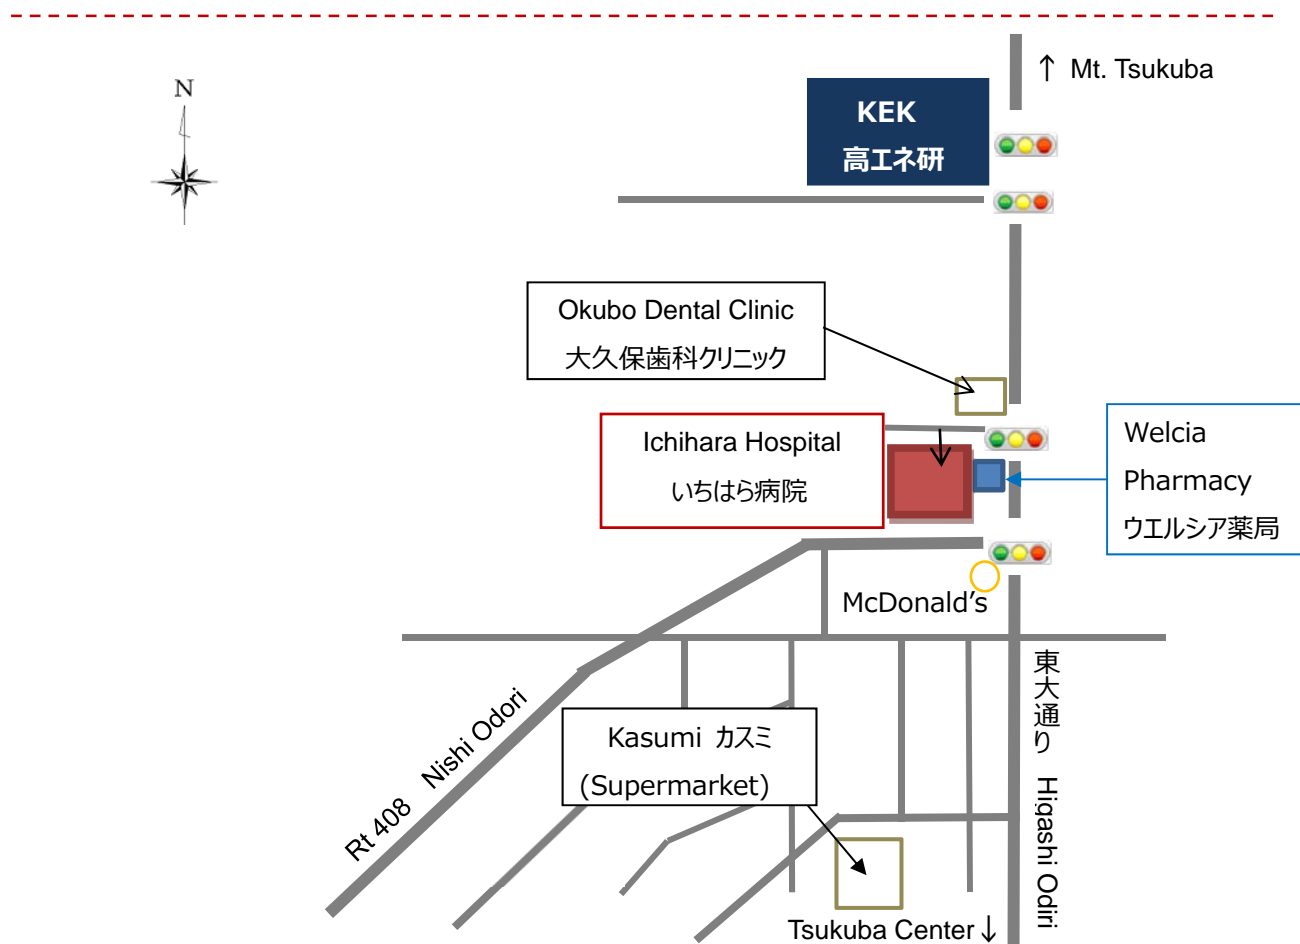 N
↑ Mt. Tsukuba
KEK
高エネ研
Okubo Dental Clinic
大久保歯科クリニック
Ichihara Hospital
いちはら病院
Welcia
Pharmacy
ウエルシア薬局
McDonald's
東大通り Higashi Odiri
Rt 408 Nishi Odori
Kasumi カスミ
(Supermarket)
Tsukuba Center↓